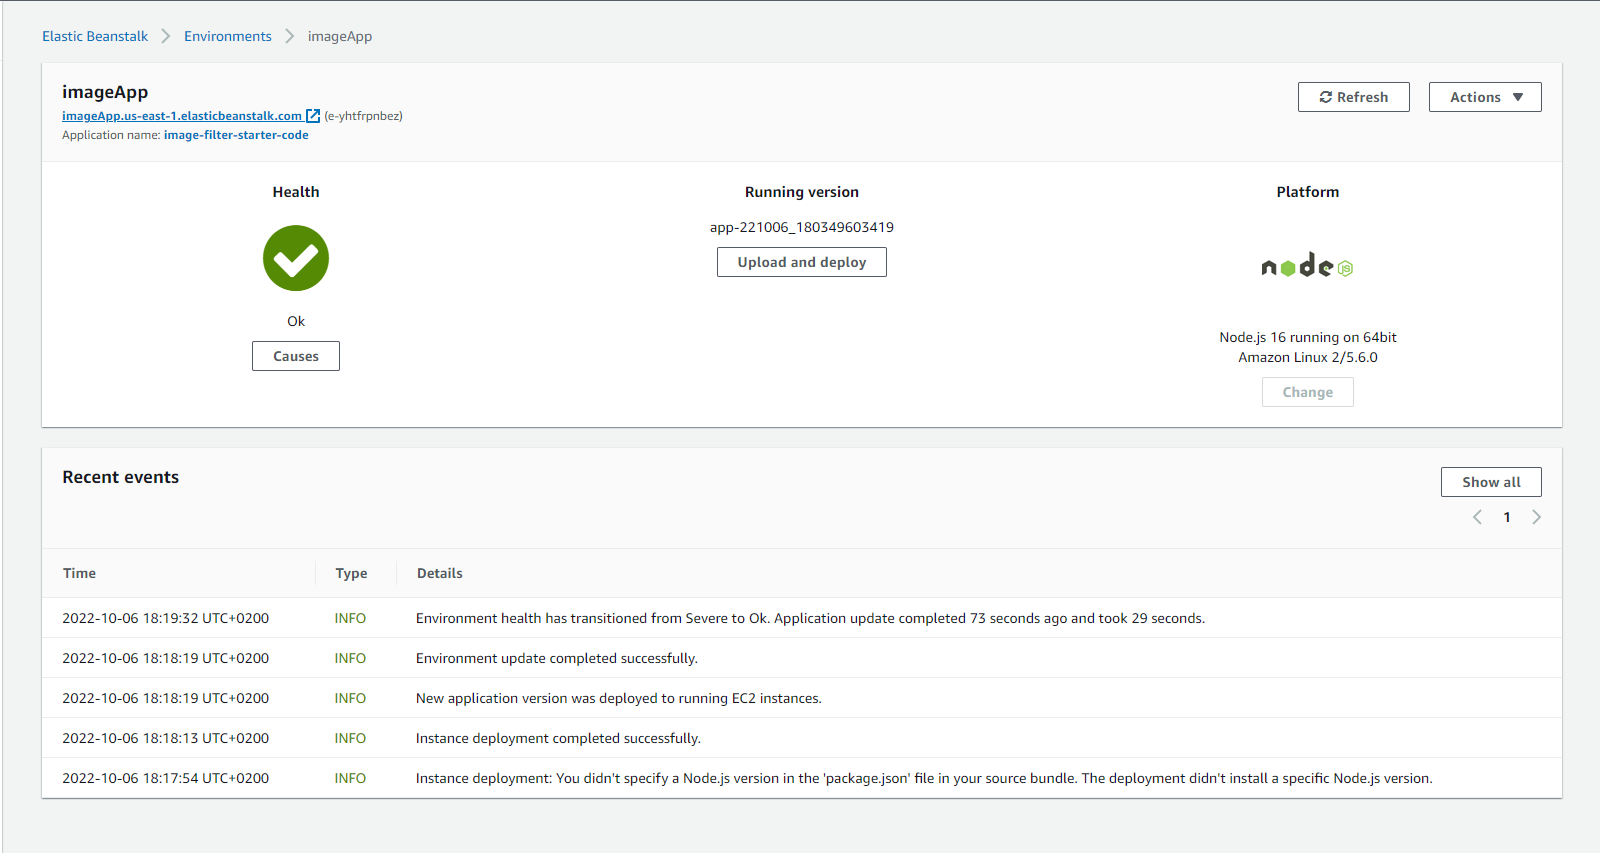 Elastic Beanstalk > Environments > imageApp
imageApp
imageApp.us-east-1.elasticbeanstalk.com (e-yhtfrpnbez)
Application name: image-filter-starter-code
Refresh
Actions
Health
Running version
Platform
app-221006_180349603419
Upload and deploy
node JS
Ok
Causes
Node.js 16 running on 64bit
Amazon Linux 2/5.6.0
Change
Recent events
Show all
1
Time Type Details
2022-10-06 18:19:32 UTC+0200 INFO Environment health has transitioned from Severe to Ok. Application update completed 73 seconds ago and took 29 seconds.
2022-10-06 18:18:19 UTC+0200 INFO Environment update completed successfully.
2022-10-06 18:18:19 UTC+0200 INFO New application version was deployed to running EC2 instances.
2022-10-06 18:18:13 UTC+0200 INFO Instance deployment completed successfully.
2022-10-06 18:17:54 UTC+0200 INFO Instance deployment: You didn't specify a Node.js version in the 'package.json' file in your source bundle. The deployment didn't install a specific Node.js version.